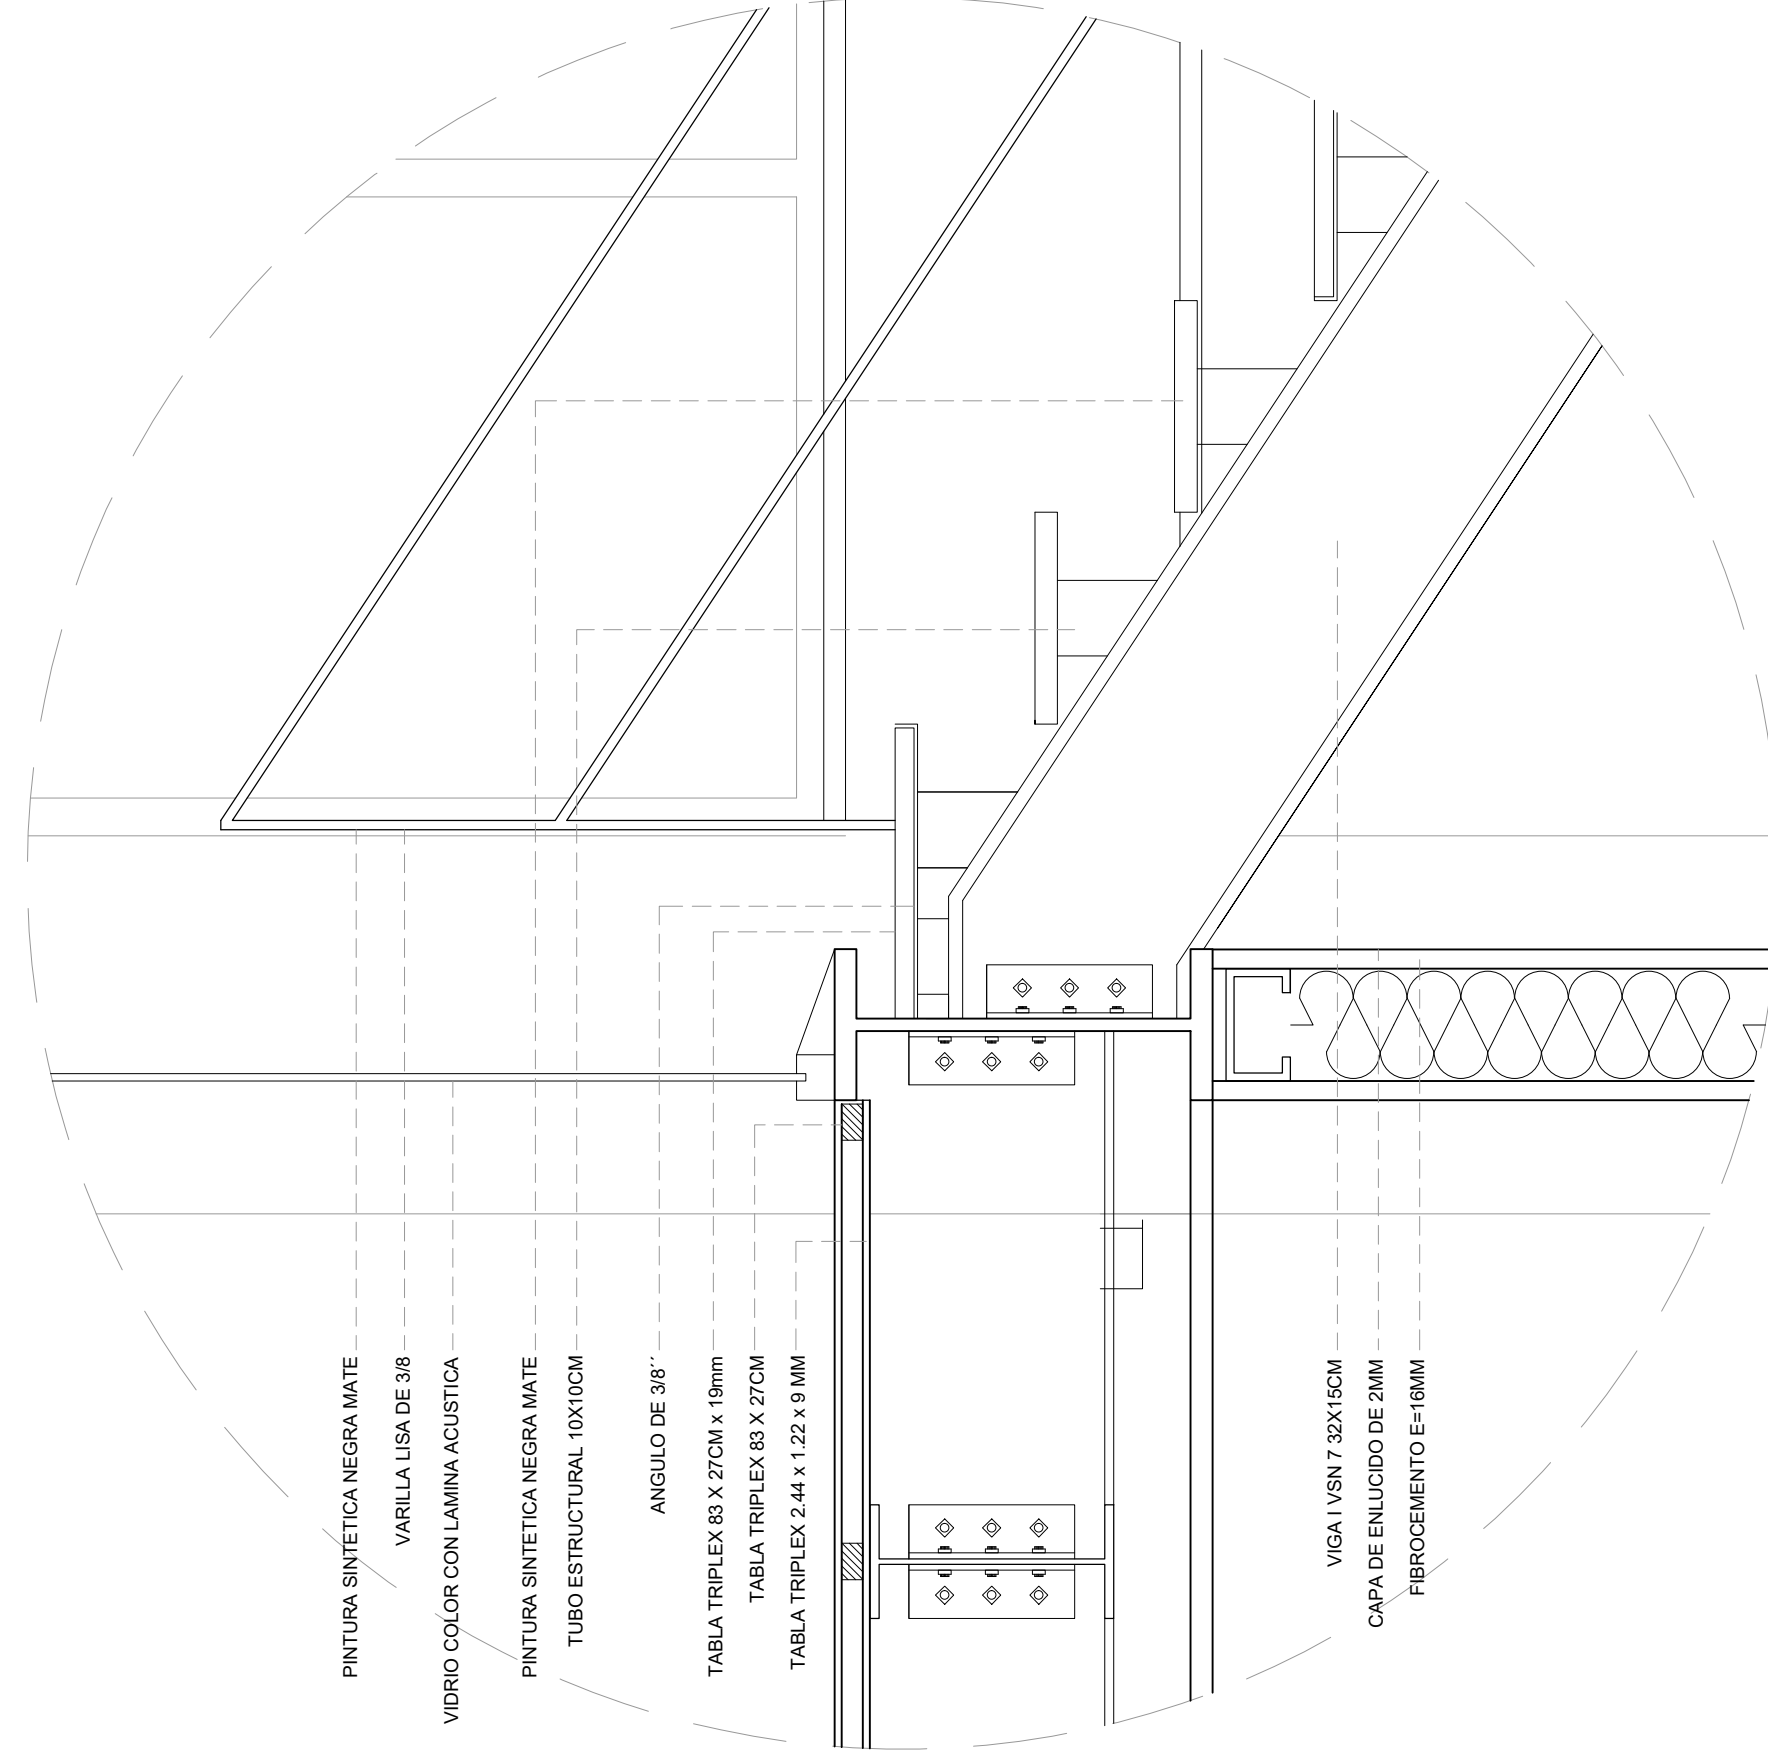 PINTURA SINTETICA NEGRA MATE
VARILLA LISA DE 3/8
VIDRIO COLOR CON LAMINA ACUSTICA
PINTURA SINTETICA NEGRA MATE
TUBO ESTRUCTURAL 10X10CM
ANGULO DE 3/8´´
TABLA TRIPLEX 83 X 27CM x 19mm
TABLA TRIPLEX 83 X 27CM
TABLA TRIPLEX 2.44 x 1.22 x 9 MM
VIGA I VSN 7 32X15CM
CAPA DE ENLUCIDO DE 2MM
FIBROCEMENTO E=16MM